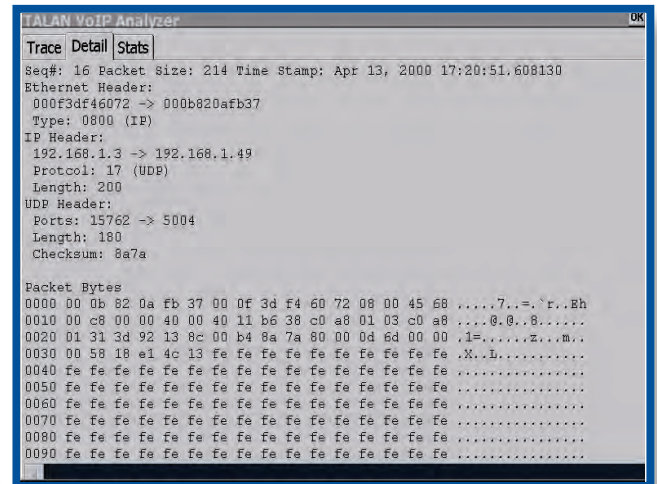 TALAN VoIP Analyzer OK
Trace Detail Stats
Seq#: 16 Packet Size: 214 Time Stamp: Apr 13, 2000 17:20:51.608130
Ethernet Header:
000f3df46072 -> 000b820afb37
Type: 0800 (IP)
IP Header:
192.168.1.3 -> 192.168.1.49
Protcol: 17 (UDP)
Length: 200
UDP Header:
Ports: 15762 -> 5004
Length: 180
Checksum: 8a7a
Packet Bytes
0000 00 0b 82 0a fb 37 00 0f 3d f4 60 72 08 00 45 68 .....7..=.`r..Eh
0010 00 c8 00 00 40 00 40 11 b6 38 c0 a8 01 03 c0 a8 ....@.@..8......
0020 01 31 3d 92 13 8c 00 b4 8a 7a 80 00 0d 6d 00 00 .1=......z...m..
0030 00 58 18 e1 4c 13 fe fe fe fe fe fe fe fe fe fe .X..L...........
0040 fe fe fe fe fe fe fe fe fe fe fe fe fe fe fe fe ................
0050 fe fe fe fe fe fe fe fe fe fe fe fe fe fe fe fe ................
0060 fe fe fe fe fe fe fe fe fe fe fe fe fe fe fe fe ................
0070 fe fe fe fe fe fe fe fe fe fe fe fe fe fe fe fe ................
0080 fe fe fe fe fe fe fe fe fe fe fe fe fe fe fe fe ................
0090 fe fe fe fe fe fe fe fe fe fe fe fe fe fe fe fe ................